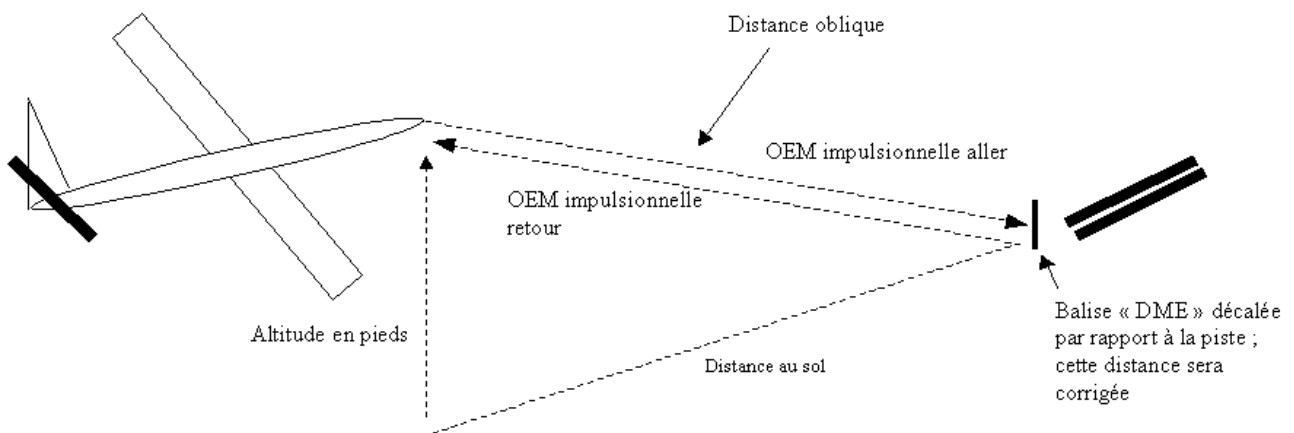 Distance oblique
OEM impulsionnelle aller
OEM impulsionnelle
retour
Altitude en pieds
Distance au sol
Balise « DME » décalée
par rapport à la piste ;
cette distance sera
corrigée